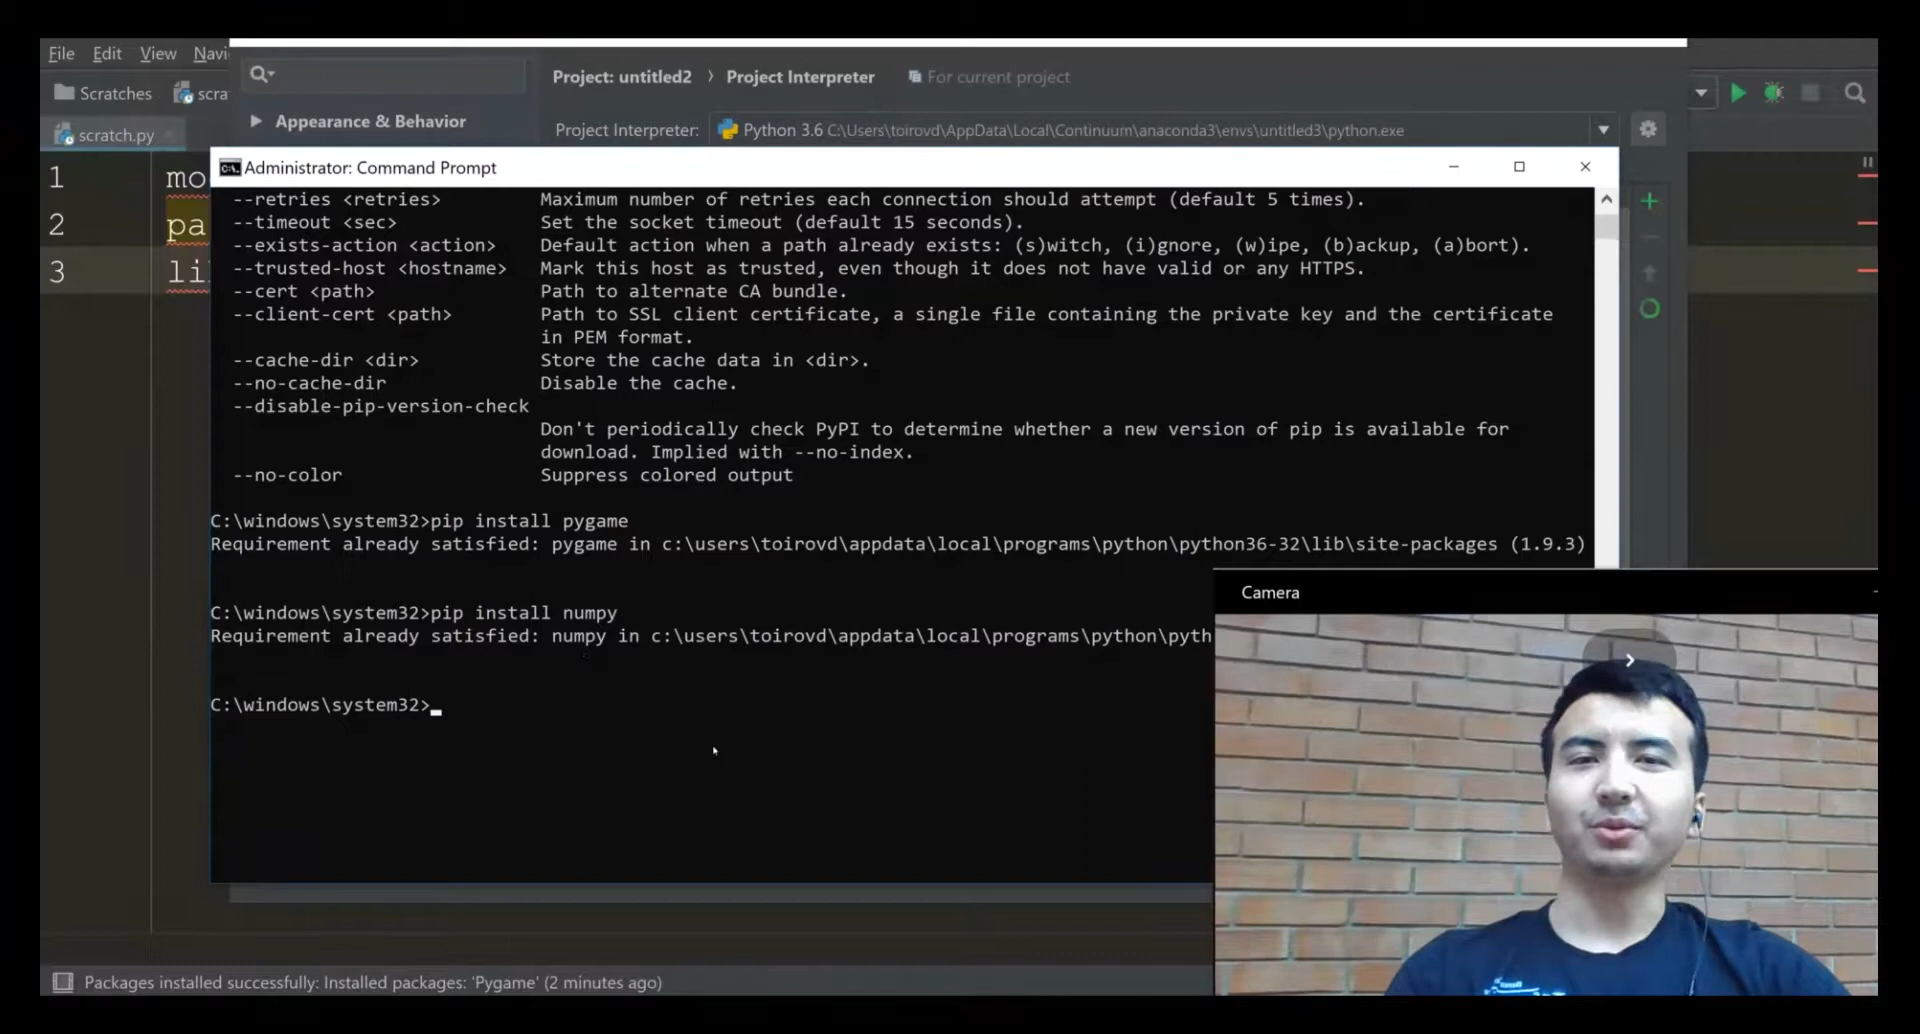 File Edit View Navi
Scratches scra
scratch.py
Project: untitled2 › Project Interpreter For current project
Appearance & Behavior
Project Interpreter: Python 3.6 C:\Users\toirovd\AppData\Local\Continuum\anaconda3\envs\untitled3\python.exe
1 mo
2 pa
3 li
Administrator: Command Prompt
--retries <retries> Maximum number of retries each connection should attempt (default 5 times).
--timeout <sec> Set the socket timeout (default 15 seconds).
--exists-action <action> Default action when a path already exists: (s)witch, (i)gnore, (w)ipe, (b)ackup, (a)bort).
--trusted-host <hostname> Mark this host as trusted, even though it does not have valid or any HTTPS.
--cert <path> Path to alternate CA bundle.
--client-cert <path> Path to SSL client certificate, a single file containing the private key and the certificate
in PEM format.
--cache-dir <dir> Store the cache data in <dir>.
--no-cache-dir Disable the cache.
--disable-pip-version-check
Don't periodically check PyPI to determine whether a new version of pip is available for
download. Implied with --no-index.
--no-color Suppress colored output
C:\windows\system32>pip install pygame
Requirement already satisfied: pygame in c:\users\toirovd\appdata\local\programs\python\python36-32\lib\site-packages (1.9.3)
C:\windows\system32>pip install numpy
Requirement already satisfied: numpy in c:\users\toirovd\appdata\local\programs\python\pyth
C:\windows\system32>
Camera
Packages installed successfully: Installed packages: 'Pygame' (2 minutes ago)